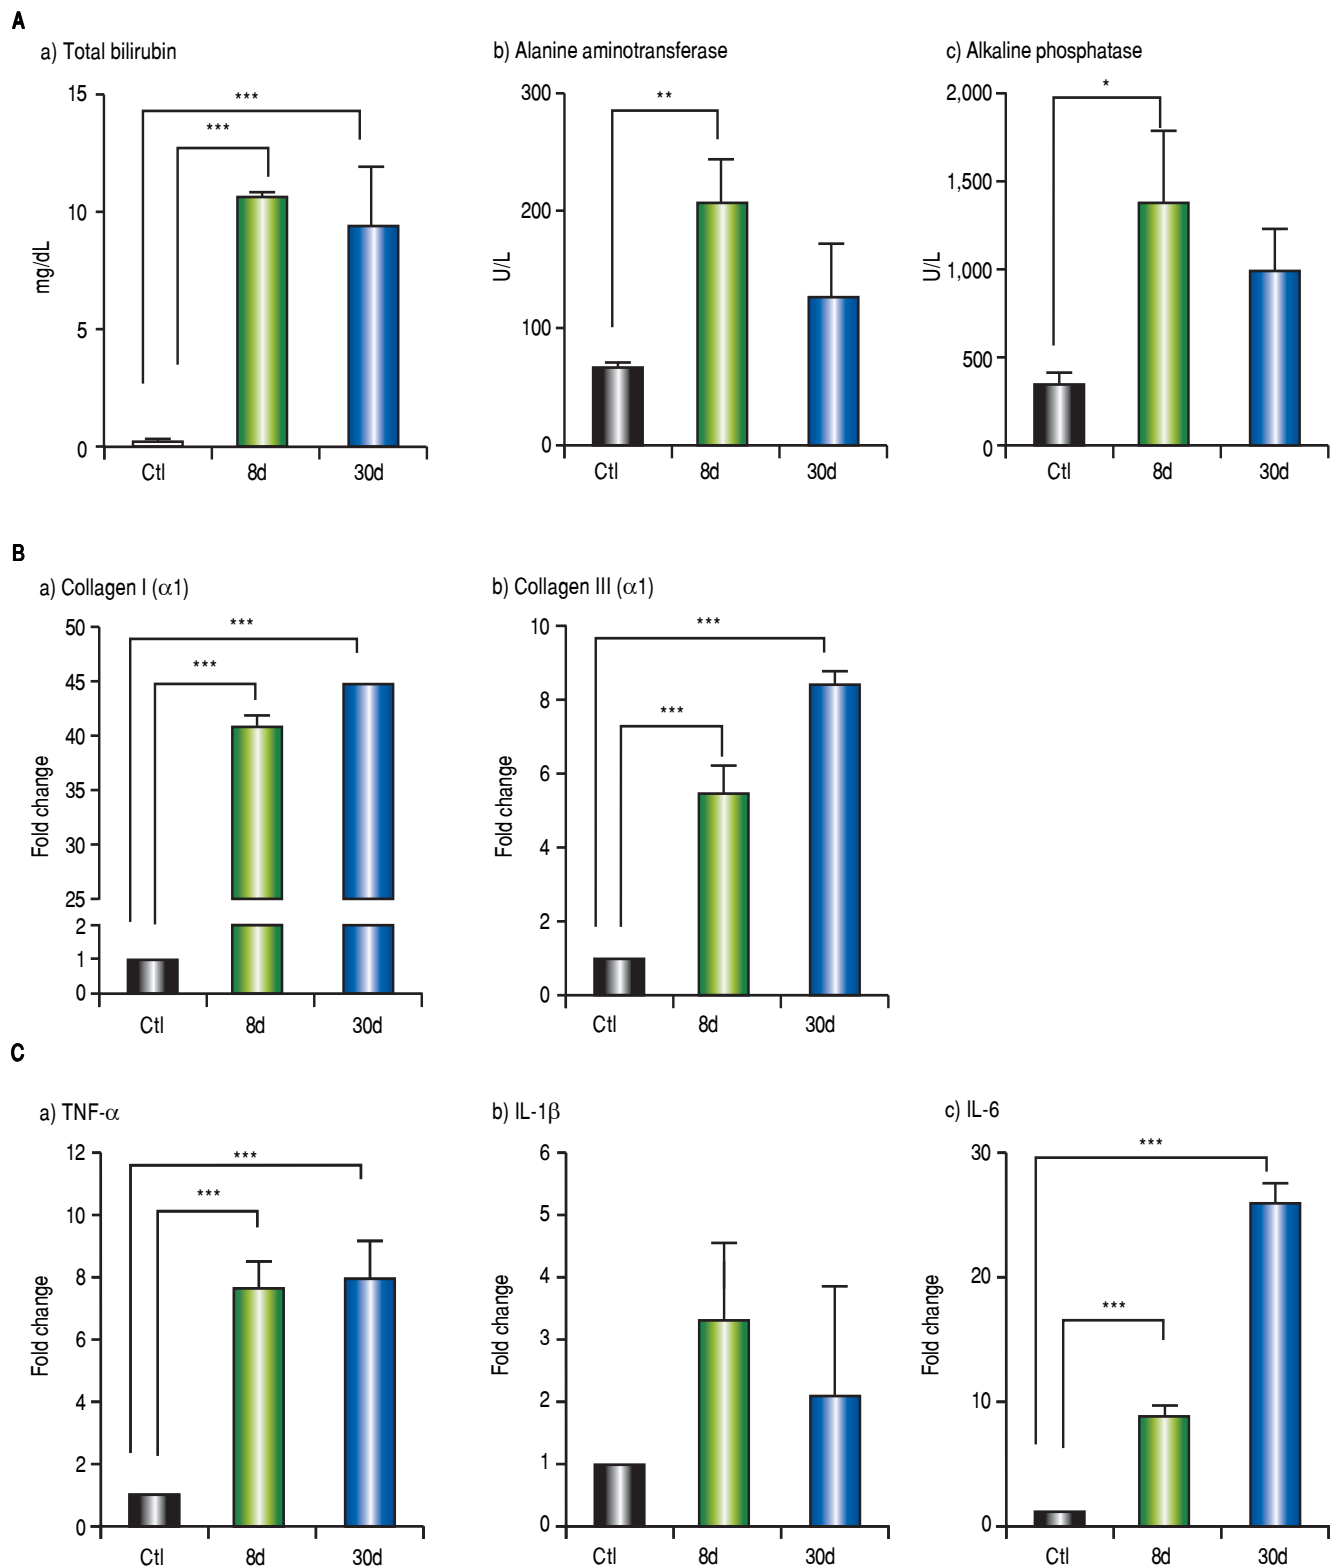 A
a) Total bilirubin
15
10
5
0
mg/dL
***
***
Ctl
8d
30d
b) Alanine aminotransferase
300
200
100
0
U/L
**
Ctl
8d
30d
c) Alkaline phosphatase
2,000
1,500
1,000
500
0
U/L
*
Ctl
8d
30d
B
a) Collagen I (α1)
50
45
40
35
30
25
2
1
0
Fold change
***
***
Ctl
8d
30d
b) Collagen III (α1)
10
8
6
4
2
0
Fold change
***
***
Ctl
8d
30d
C
a) TNF-α
12
10
8
6
4
2
0
Fold change
***
***
Ctl
8d
30d
b) IL-1β
6
5
4
3
2
1
0
Fold change
Ctl
8d
30d
c) IL-6
30
20
10
0
Fold change
***
***
Ctl
8d
30d